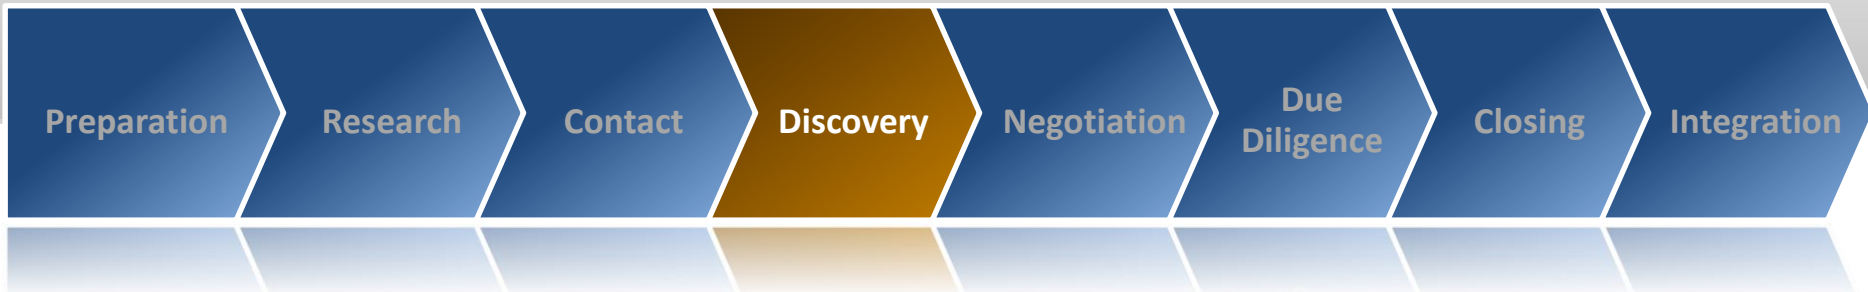 Preparation
Research
Contact
Discovery
Negotiation
Due
Diligence
Closing
Integration